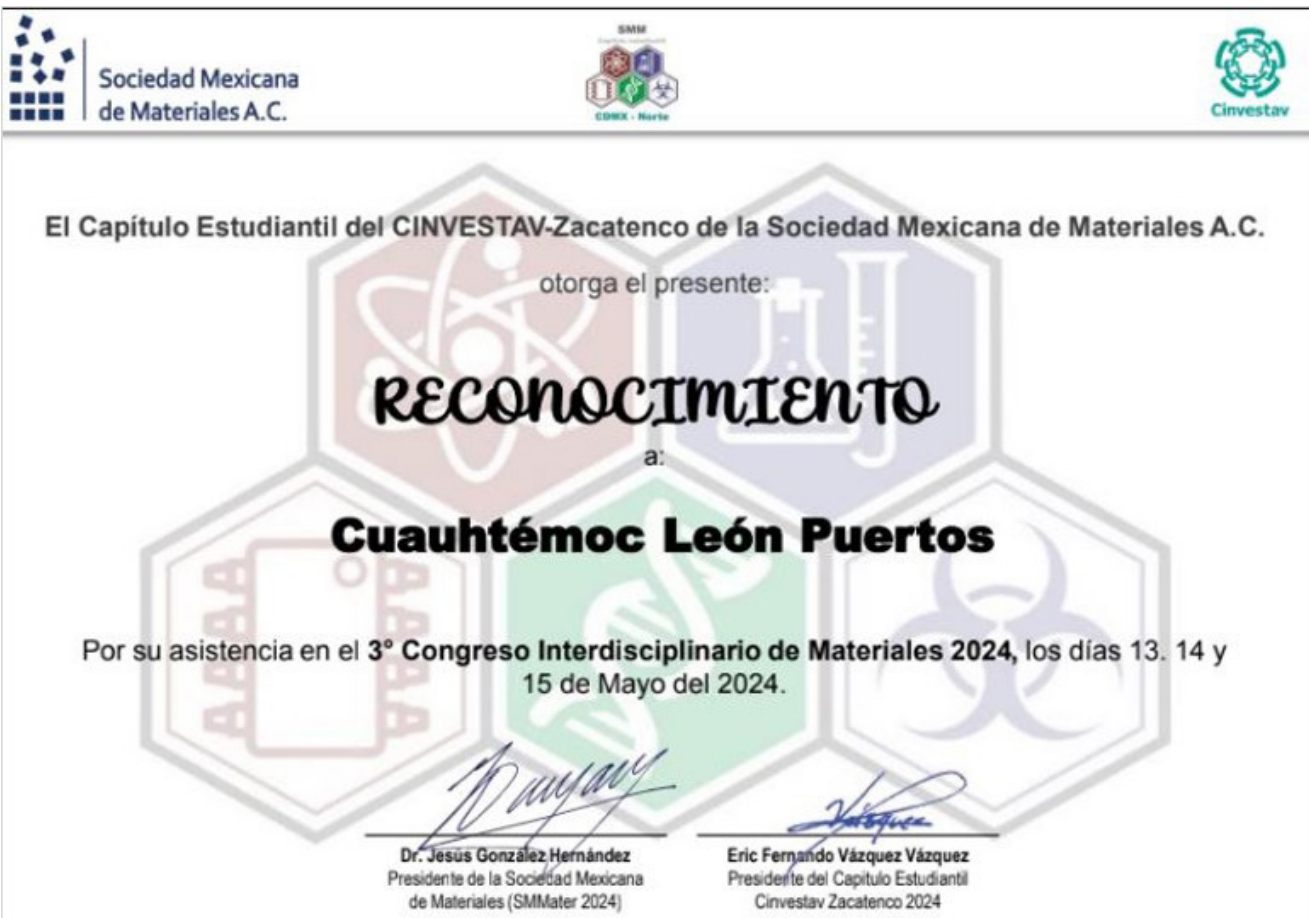 Sociedad Mexicana
de Materiales A.C.
SMM
CDMX - Norte
Cinvestav
El Capítulo Estudiantil del CINVESTAV-Zacatenco de la Sociedad Mexicana de Materiales A.C.
otorga el presente:
RECONOCIMIENTO
a:
Cuauhtémoc León Puertos
Por su asistencia en el 3° Congreso Interdisciplinario de Materiales 2024, los días 13. 14 y
15 de Mayo del 2024.
Vázquez
Dr. Jesús González Hernández
Presidente de la Sociedad Mexicana
de Materiales (SMMater 2024)
Eric Fernando Vázquez Vázquez
Presidente del Capitulo Estudiantil
Cinvestav Zacatenco 2024